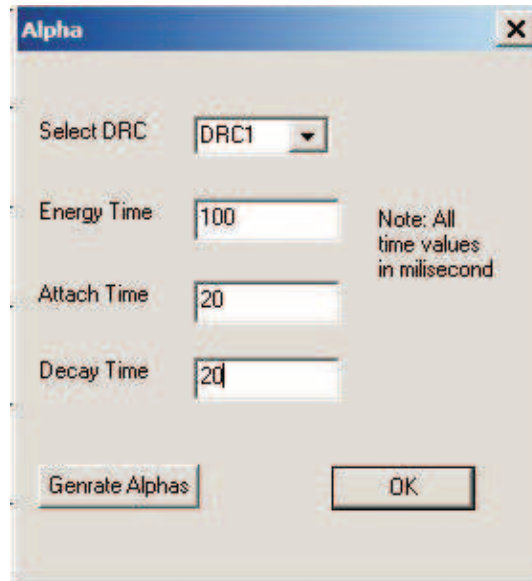 Alpha
Select DRC DRC1
Energy Time 100
Note: All
time values
in milisecond
Attach Time 20
Decay Time 20
Genrate Alphas OK